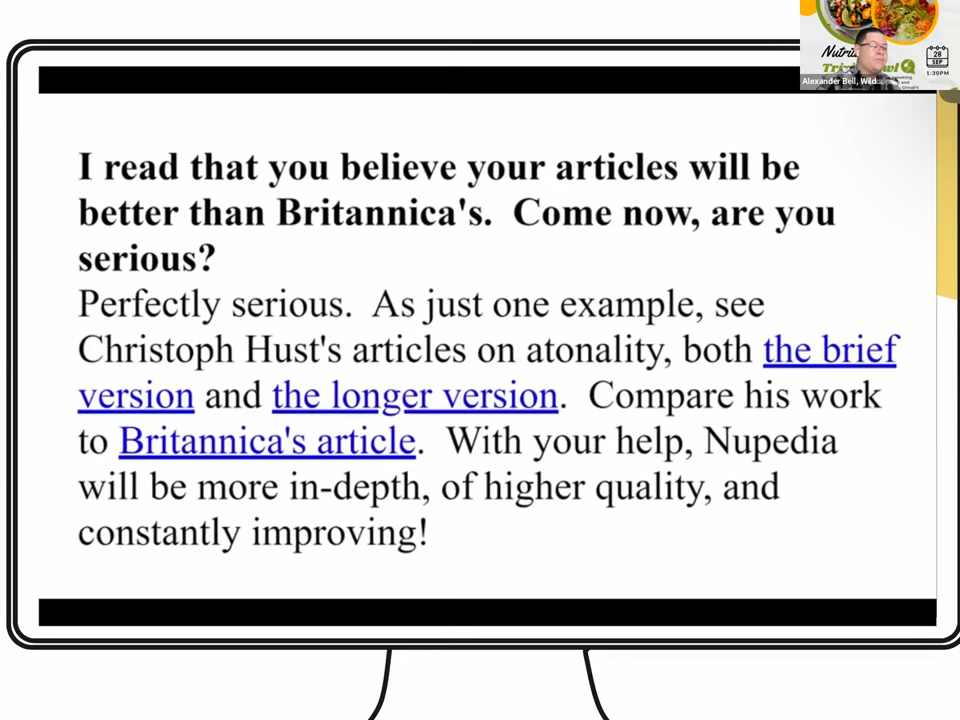 I read that you believe your articles will be
better than Britannica's.  Come now, are you
serious?
Perfectly serious.  As just one example, see
Christoph Hust's articles on atonality, both the brief
version and the longer version.  Compare his work
to Britannica's article.  With your help, Nupedia
will be more in-depth, of higher quality, and
constantly improving!
28
SEP
1:30PM
Alexander Bell, Wild...